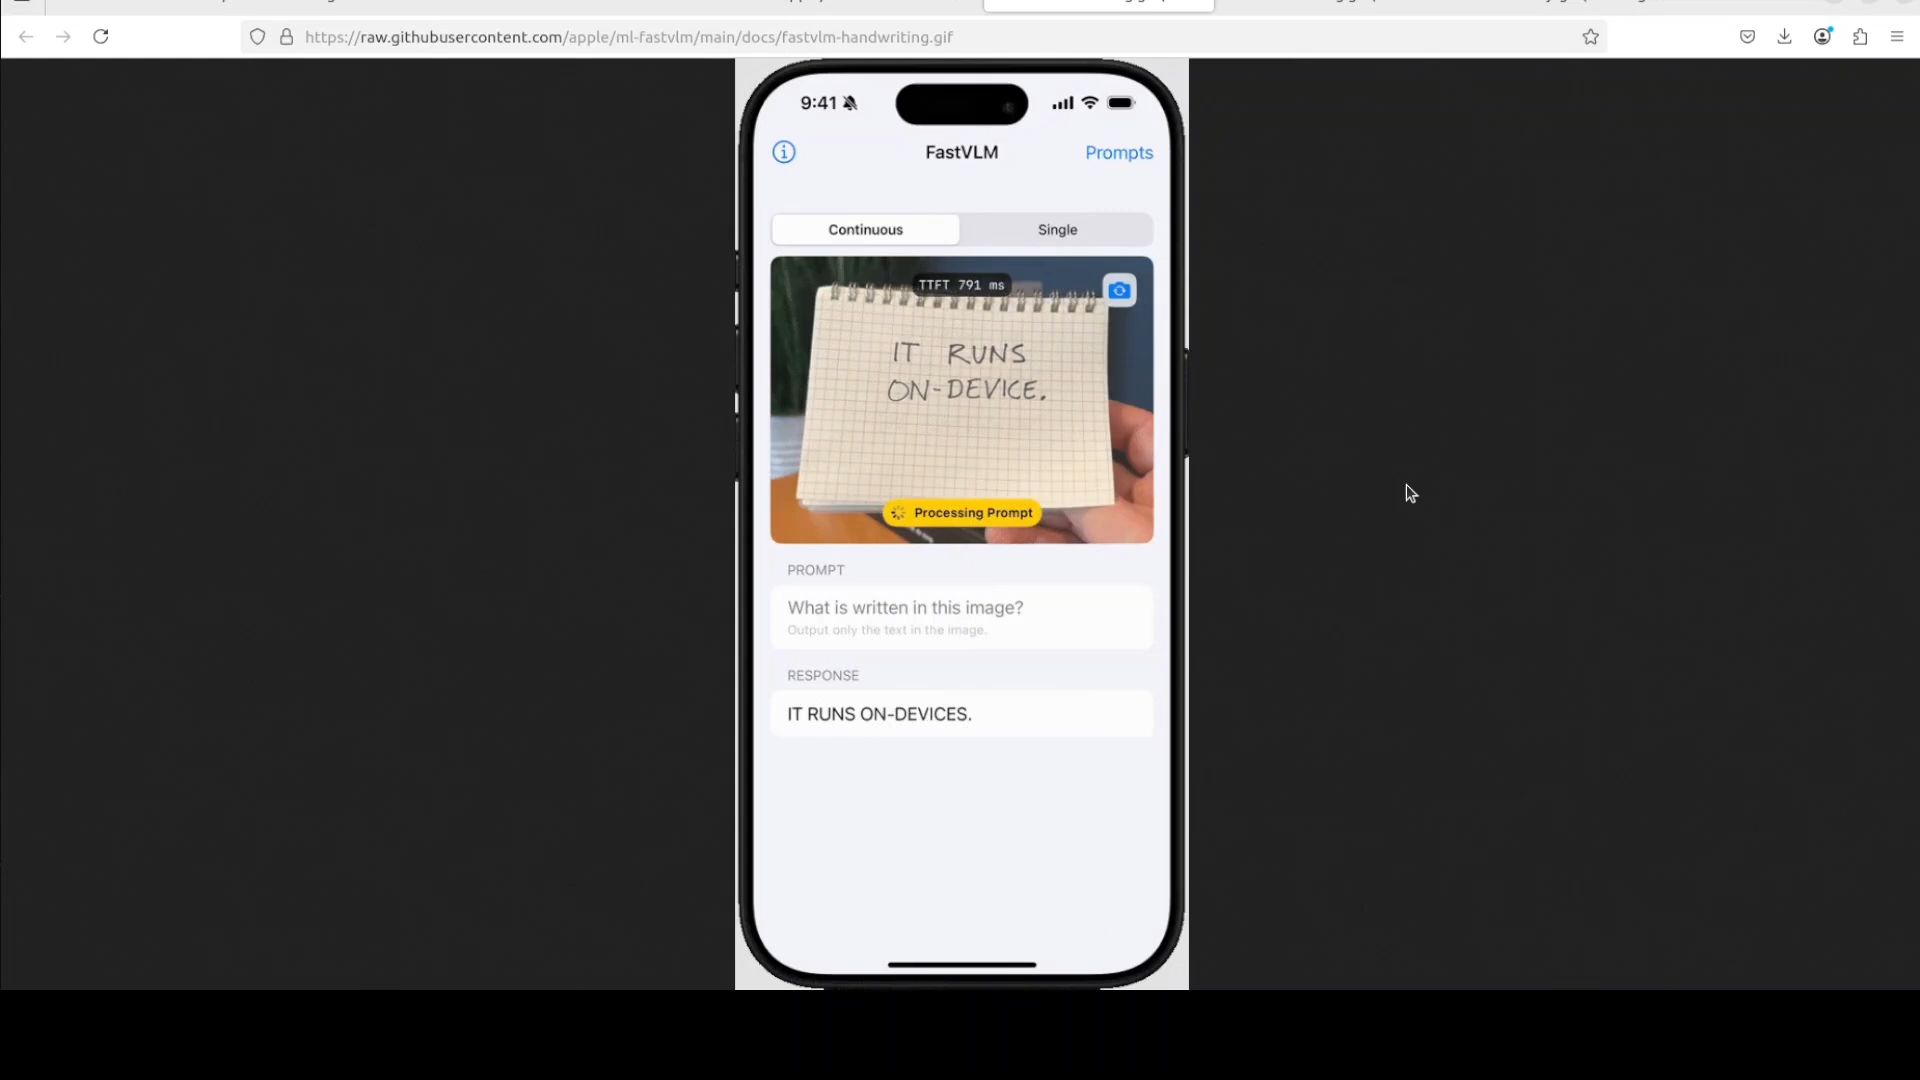 https://raw.githubusercontent.com/apple/ml-fastvlm/main/docs/fastvlm-handwriting.gif
9:41
FastVLM
Prompts
Continuous
Single
TTFT 791 ms
IT RUNS
ON-DEVICE.
Processing Prompt
PROMPT
What is written in this image?
Output only the text in the image.
RESPONSE
IT RUNS ON-DEVICES.